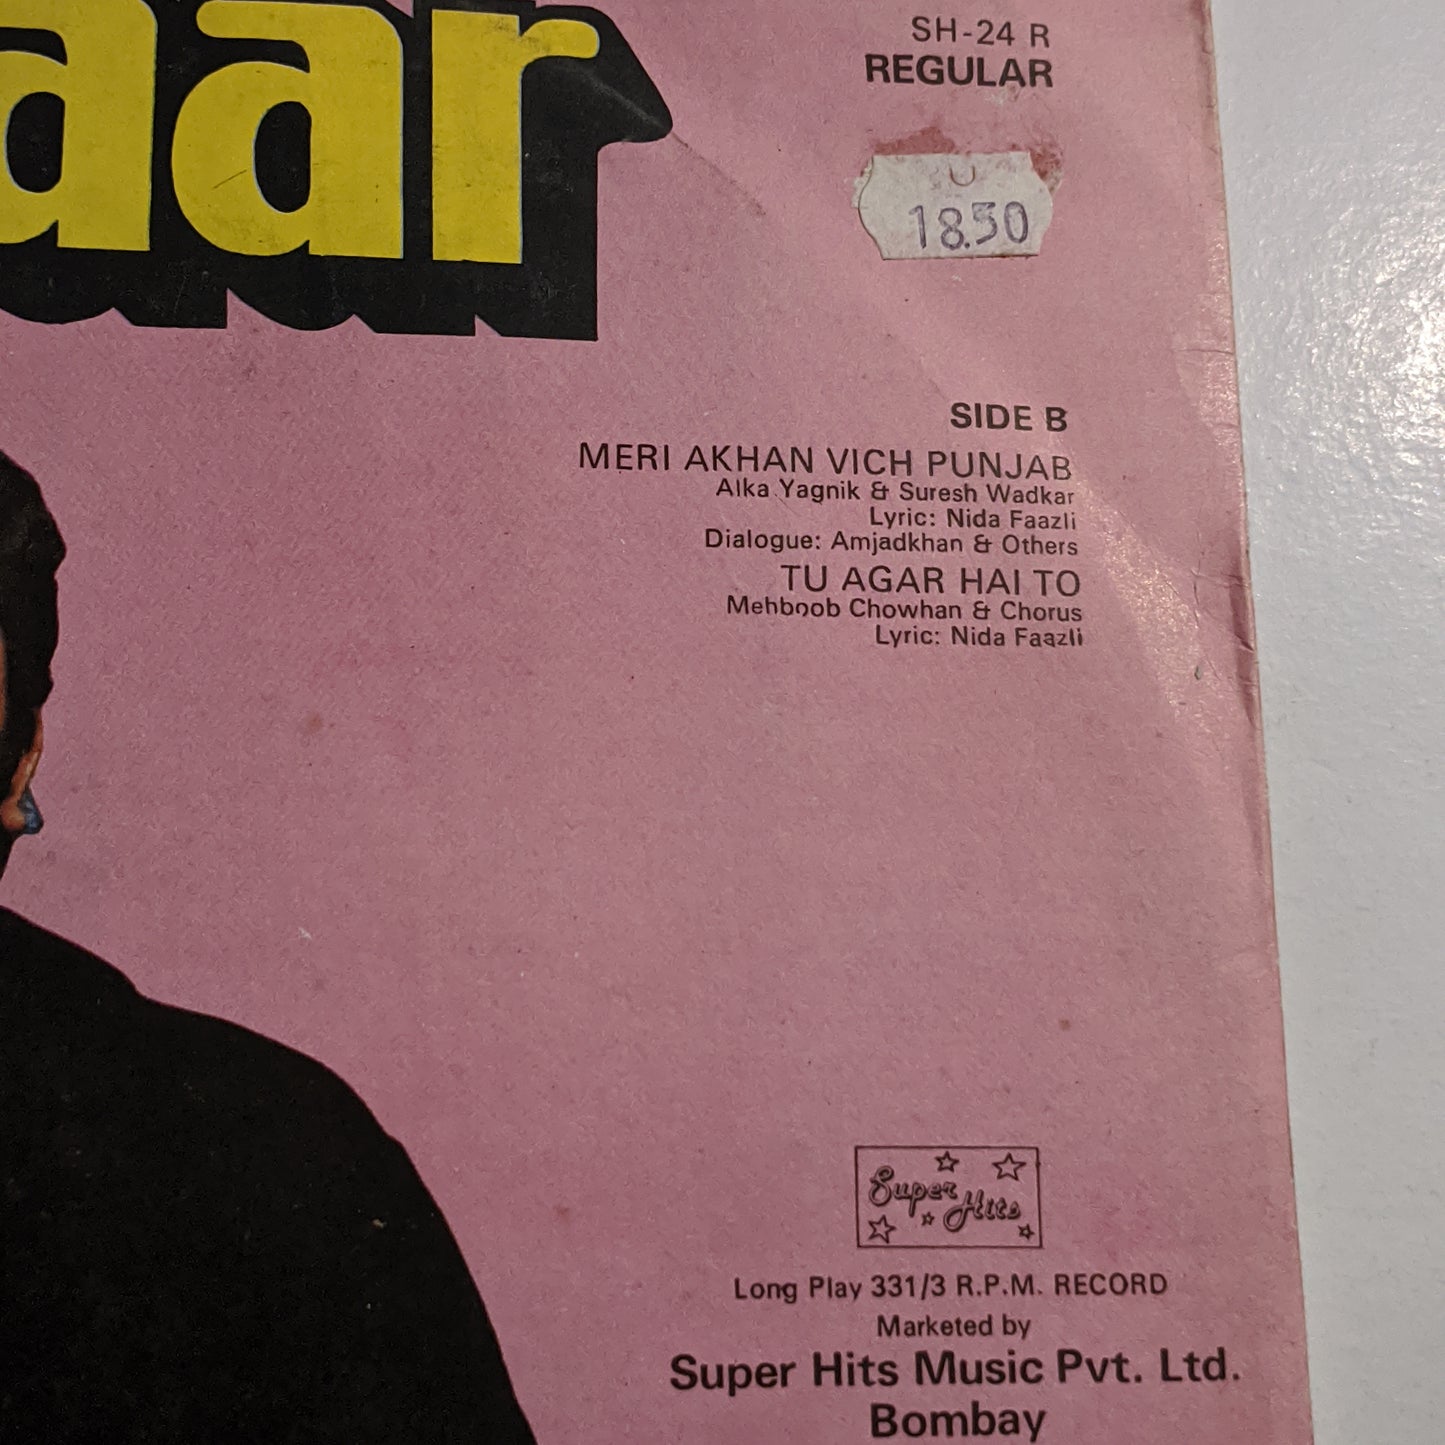 aar
SH-24 R
REGULAR
18.50
SIDE B
MERI AKHAN VICH PUNJAB
Alka Yagnik & Suresh Wadkar
Lyric: Nida Faazli
Dialogue: Amjadkhan & Others
TU AGAR HAI TO
Mehboob Chowhan & Chorus
Lyric: Nida Faazli
Super Hits
Long Play 331/3 R.P.M. RECORD
Marketed by
Super Hits Music Pvt. Ltd.
Bombay